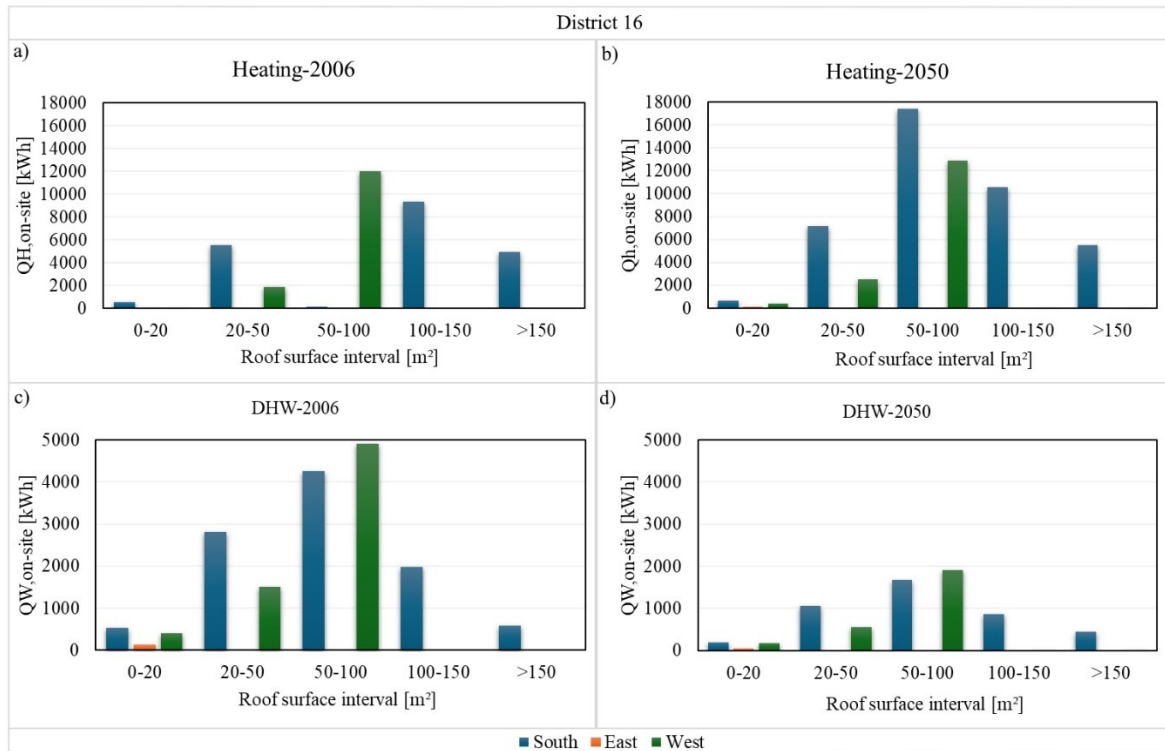 District 16
a)
Heating-2006
QH,on-site [kWh]
18000
16000
14000
12000
10000
8000
6000
4000
2000
0
0-20 20-50 50-100 100-150 >150
Roof surface interval [m²]
b)
Heating-2050
Qh,on-site [kWh]
18000
16000
14000
12000
10000
8000
6000
4000
2000
0
0-20 20-50 50-100 100-150 >150
Roof surface interval [m²]
c)
DHW-2006
QW,on-site [kWh]
5000
4000
3000
2000
1000
0
0-20 20-50 50-100 100-150 >150
Roof surface interval [m²]
d)
DHW-2050
QW,on-site [kWh]
5000
4000
3000
2000
1000
0
0-20 20-50 50-100 100-150 >150
Roof surface interval [m²]
South East West